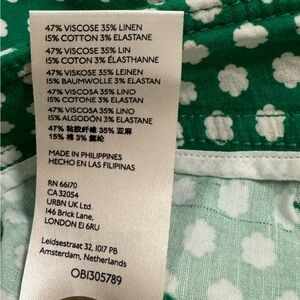 47% VISCOSE 35% LINEN
15% COTTON 3% ELASTANE
47% VISCOSE 35% LIN
15% COTON 3% ÉLASTHANNE
47% VISKOSE 35% LEINEN
15% BAUMWOLLE 3% ELASTAN
47% VISCOSA 35% LINO
15% COTONE 3% ELASTAN
47% VISCOSA 35% LINO
15% ALGODÓN 3% ELASTANO
47% 粘胶纤维 35% 亚麻
15% 棉 3% 氨纶
MADE IN PHILIPPINES
HECHO EN LAS FILIPINAS
RN 66170
CA 32054
URBN UK Ltd.
146 Brick Lane,
LONDON E1 6RU
Leidsestraat 32, 1017 PB
Amsterdam, Netherlands
OB1305789